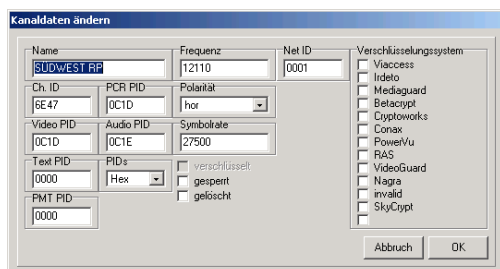 Kanaldaten ändern
Name
SÜDWEST RP
Frequenz
12110
Net ID
0001
Ch. ID
6E47
PCR PID
0C1D
Polarität
hor
Video PID
0C1D
Audio PID
0C1E
Symbolrate
27500
Text PID
0000
PIDs
Hex
PMT PID
0000
verschlüsselt
gesperrt
gelöscht
Verschlüsselungssystem
Viaccess
Irdeto
Mediaguard
Betacrypt
Cryptoworks
Conax
PowerVu
RAS
VideoGuard
Nagra
invalid
SkyCrypt
Abbruch
OK